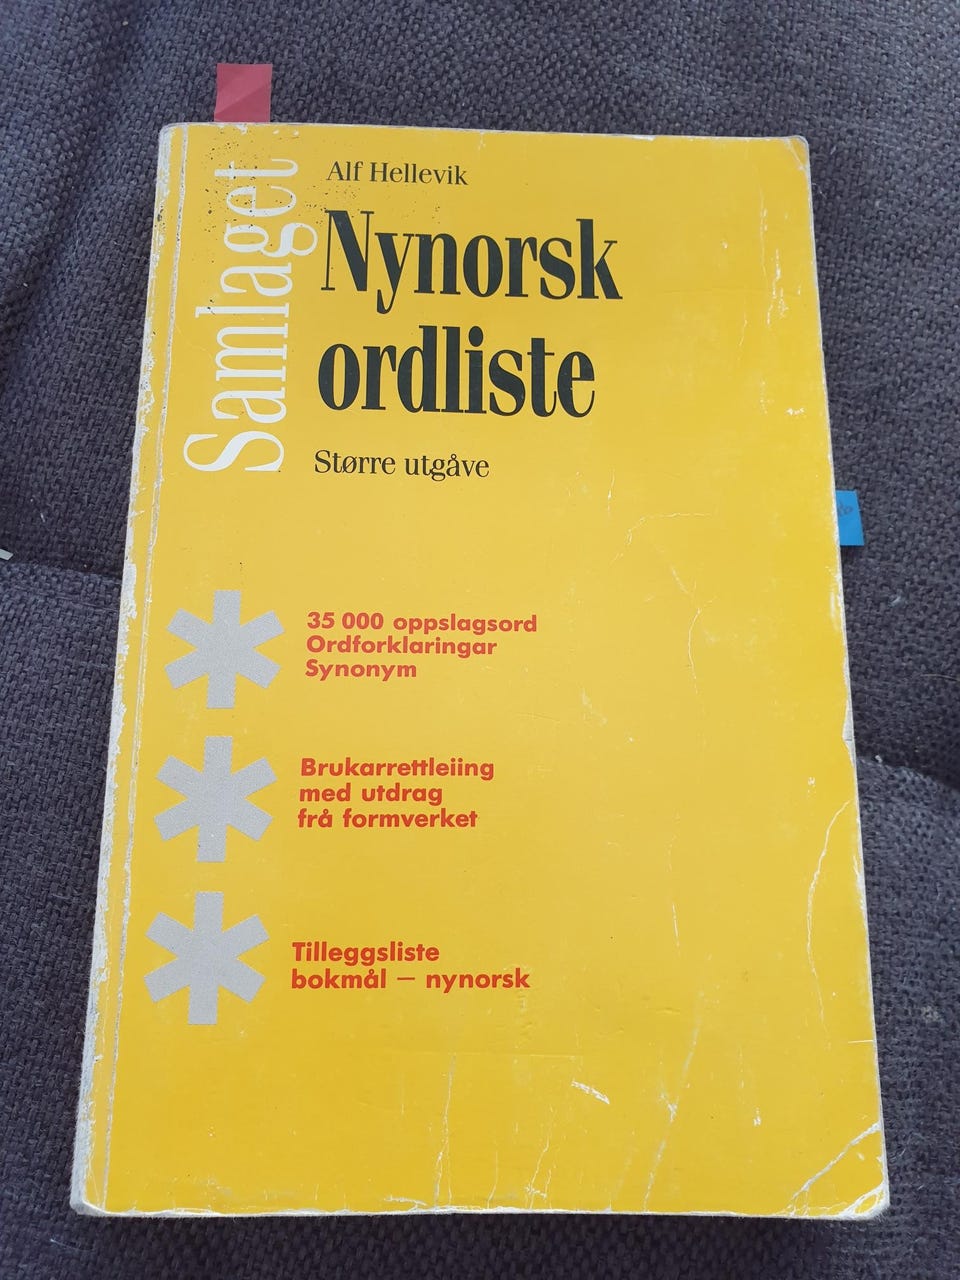 Samlaget
Alf Hellevik
Nynorsk
ordliste
Større utgåve
35 000 oppslagsord
Ordforklaringar
Synonym
Brukarrettleiing
med utdrag
frå formverket
Tilleggsliste
bokmål – nynorsk